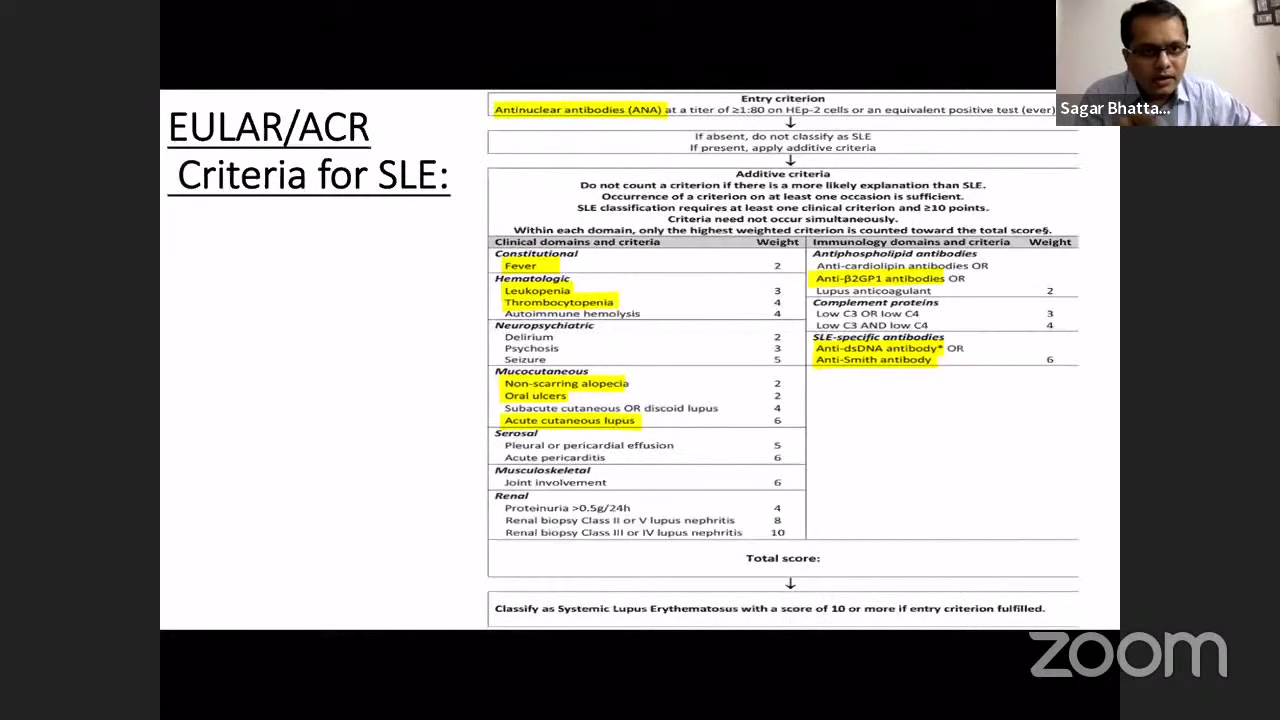 EULAR/ACR
Criteria for SLE:
Entry criterion
Antinuclear antibodies (ANA) at a titer of ≥1:80 on HEp-2 cells or an equivalent positive test (ever)
↓
If absent, do not classify as SLE
If present, apply additive criteria
↓
Additive criteria
Do not count a criterion if there is a more likely explanation than SLE.
Occurrence of a criterion on at least one occasion is sufficient.
SLE classification requires at least one clinical criterion and ≥10 points.
Criteria need not occur simultaneously.
Within each domain, only the highest weighted criterion is counted toward the total score§.
Clinical domains and criteria Weight
Constitutional
Fever 2
Hematologic
Leukopenia 3
Thrombocytopenia 4
Autoimmune hemolysis 4
Neuropsychiatric
Delirium 2
Psychosis 3
Seizure 5
Mucocutaneous
Non-scarring alopecia 2
Oral ulcers 2
Subacute cutaneous OR discoid lupus 4
Acute cutaneous lupus 6
Serosal
Pleural or pericardial effusion 5
Acute pericarditis 6
Musculoskeletal
Joint involvement 6
Renal
Proteinuria >0.5g/24h 4
Renal biopsy Class II or V lupus nephritis 8
Renal biopsy Class III or IV lupus nephritis 10
Immunology domains and criteria Weight
Antiphospholipid antibodies
Anti-cardiolipin antibodies OR
Anti-β2GP1 antibodies OR
Lupus anticoagulant 2
Complement proteins
Low C3 OR low C4 3
Low C3 AND low C4 4
SLE-specific antibodies
Anti-dsDNA antibody* OR
Anti-Smith antibody 6
Total score:
↓
Classify as Systemic Lupus Erythematosus with a score of 10 or more if entry criterion fulfilled.
Sagar Bhatta...
zoom